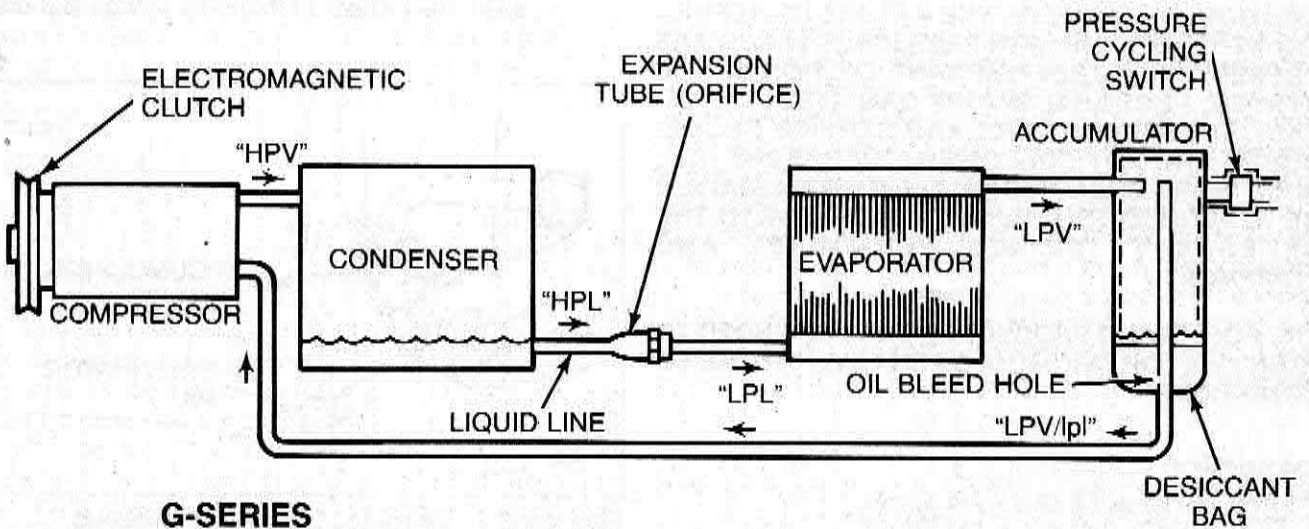 PRESSURE
CYCLING
SWITCH
ELECTROMAGNETIC
CLUTCH
EXPANSION
TUBE (ORIFICE)
ACCUMULATOR
"HPV"
"LPV"
CONDENSER
EVAPORATOR
COMPRESSOR
"HPL"
"LPL"
OIL BLEED HOLE
LIQUID LINE
"LPV/lpl"
DESICCANT
BAG
G-SERIES